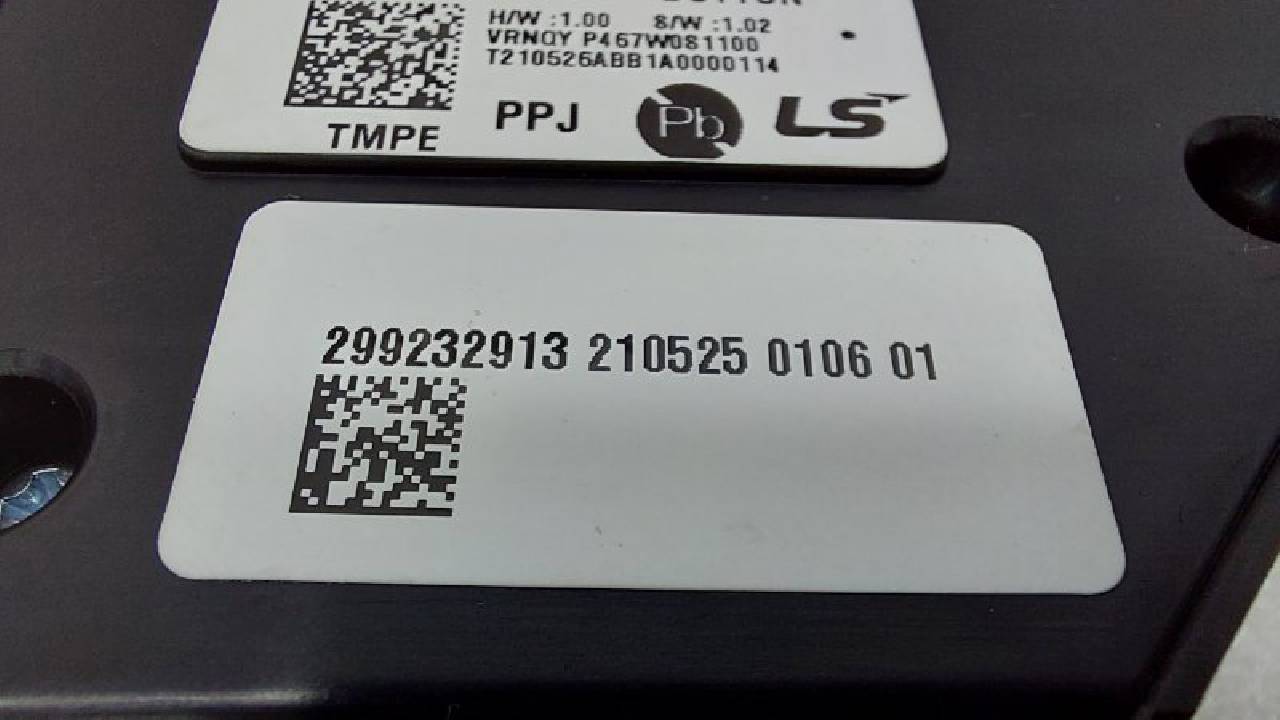 H/W :1.00 S/W :1.02
VRNQY P467W0S1100
T210526ABB1A0000114
TMPE PPJ Pb LS
299232913 210525 0106 01